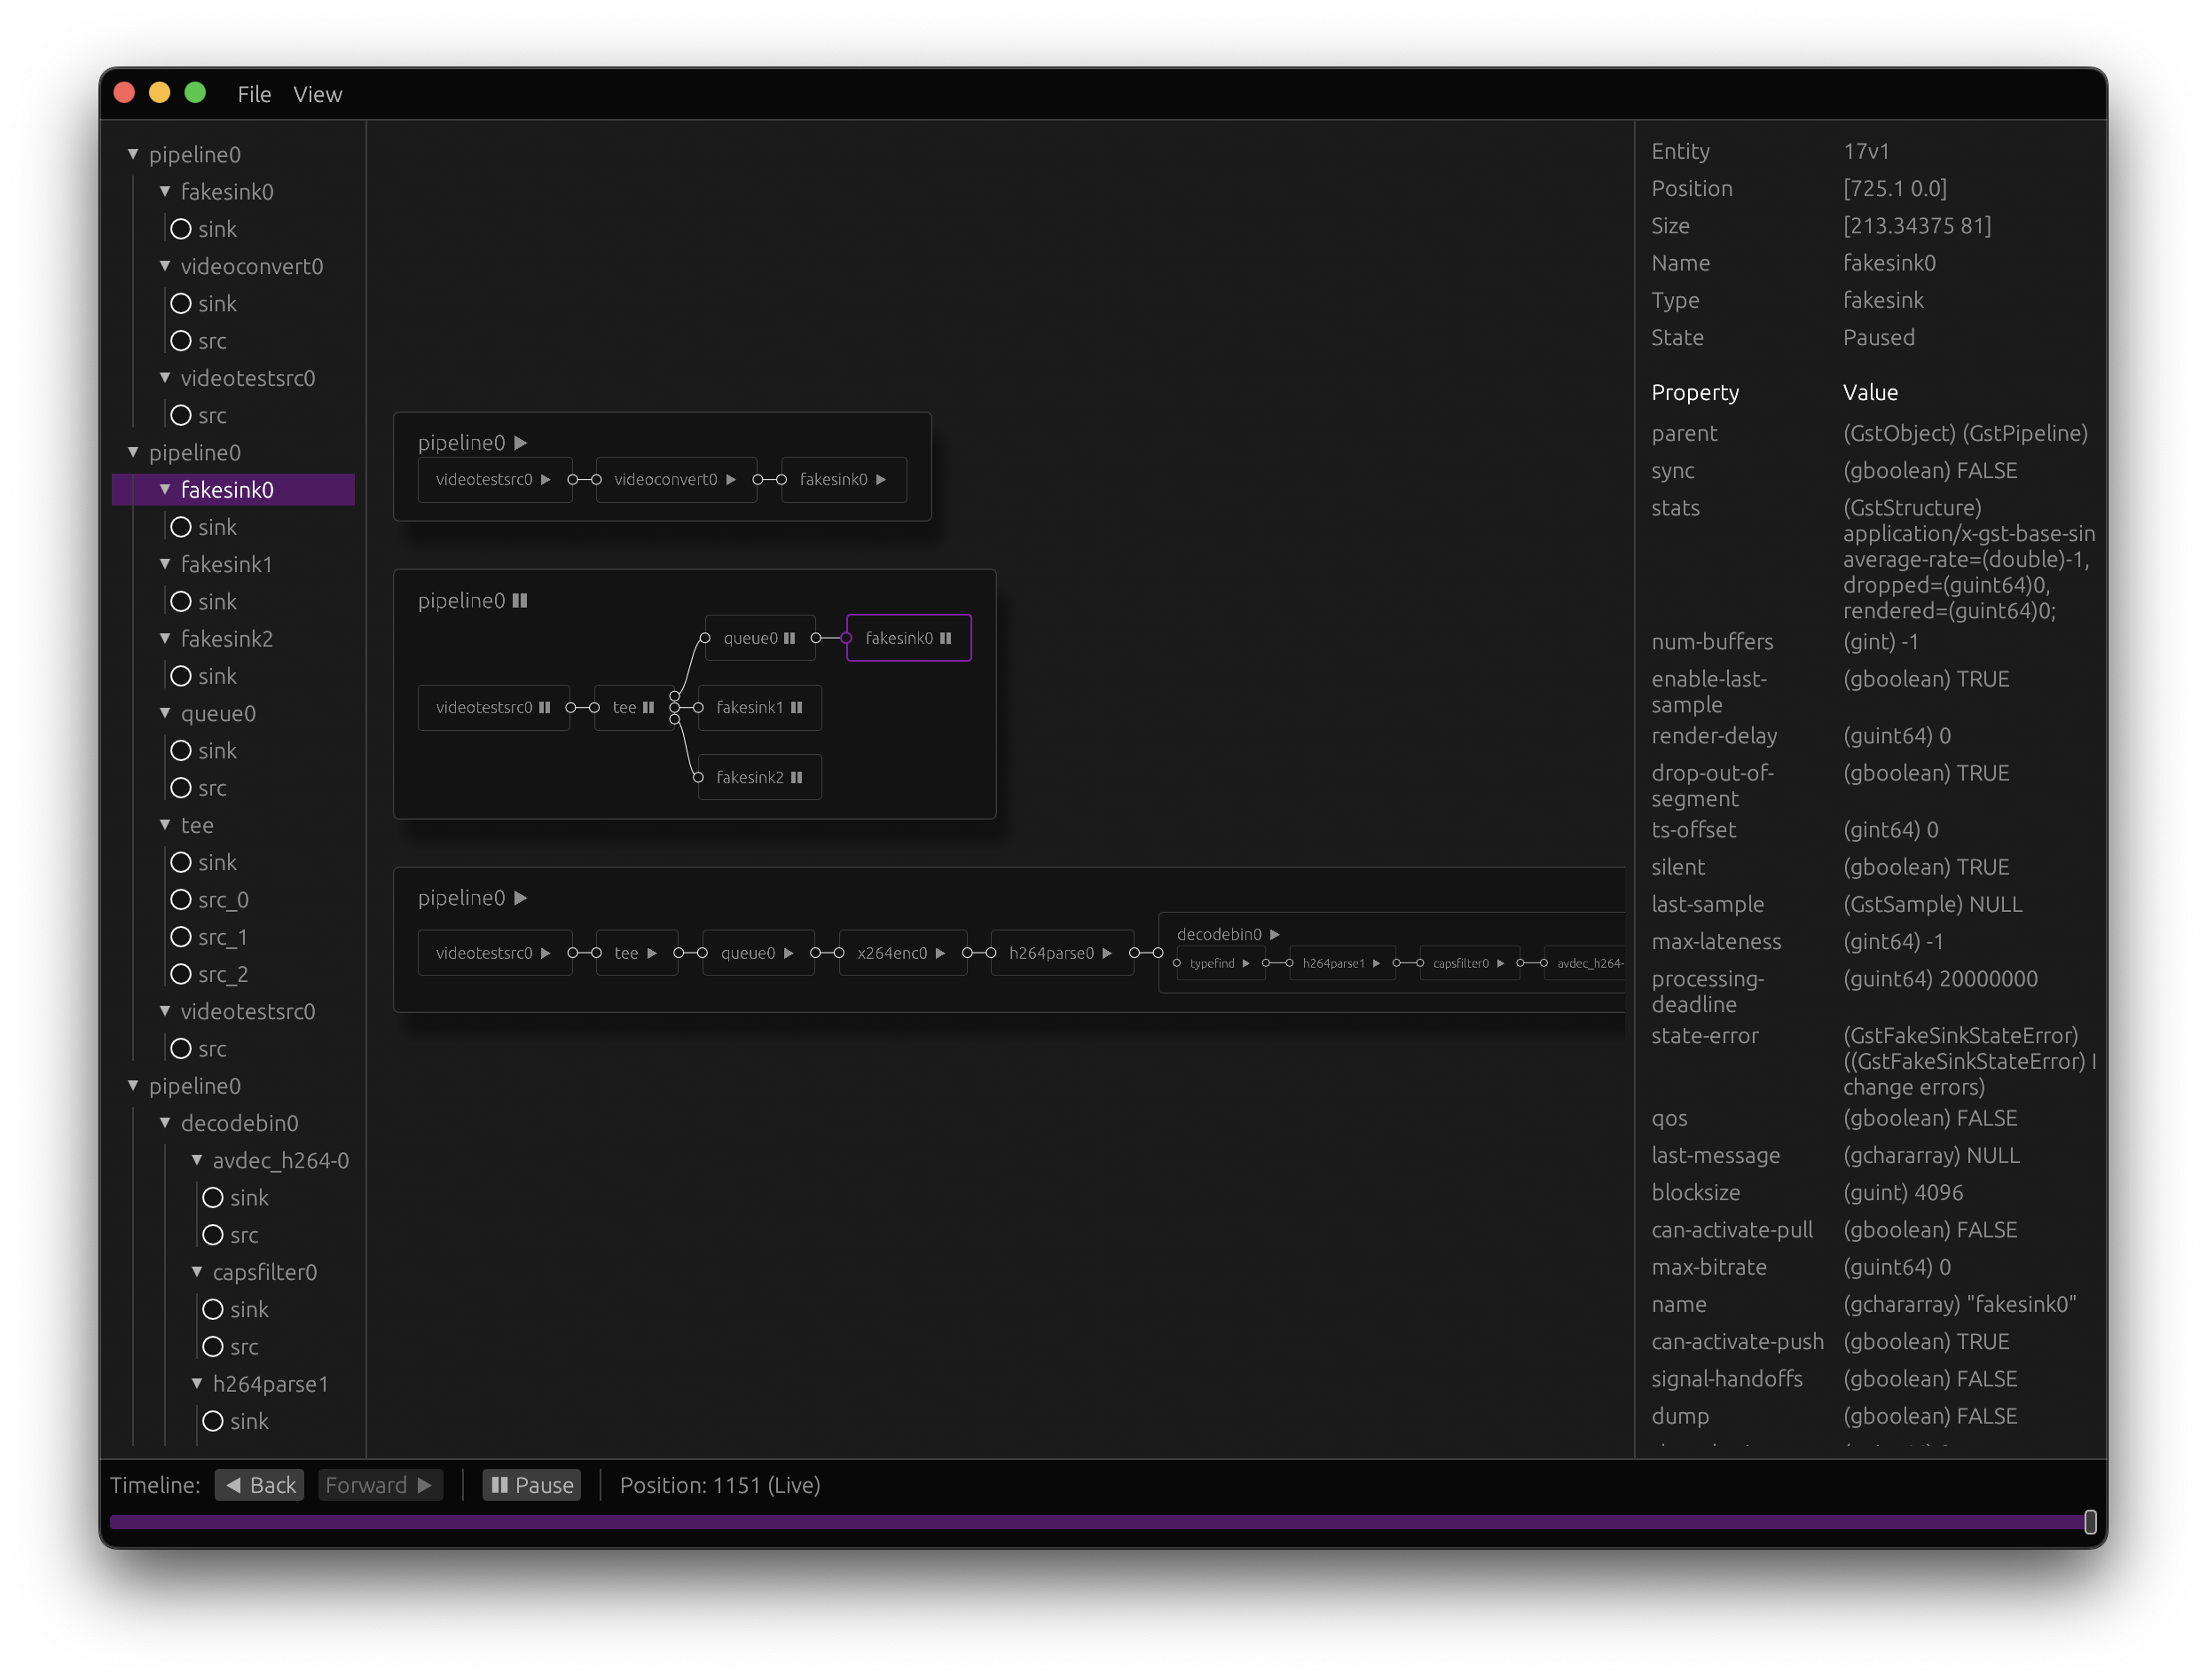 File View
pipeline0
fakesink0
sink
videoconvert0
sink
src
videotestsrc0
src
pipeline0
fakesink0
sink
fakesink1
sink
fakesink2
sink
queue0
sink
src
tee
sink
src_0
src_1
src_2
videotestsrc0
src
pipeline0
decodebin0
avdec_h264-0
sink
src
capsfilter0
sink
src
h264parse1
sink
pipeline0
videotestsrc0 videoconvert0 fakesink0
pipeline0
queue0 fakesink0
videotestsrc0 tee fakesink1
fakesink2
pipeline0
videotestsrc0 tee queue0 x264enc0 h264parse0
decodebin0
typefind h264parse1 capsfilter0 avdec_h264-
Entity 17v1
Position [725.1 0.0]
Size [213.34375 81]
Name fakesink0
Type fakesink
State Paused
Property Value
parent (GstObject) (GstPipeline)
sync (gboolean) FALSE
stats (GstStructure)
application/x-gst-base-sin
average-rate=(double)-1,
dropped=(guint64)0,
rendered=(guint64)0;
num-buffers (gint) -1
enable-last- (gboolean) TRUE
sample
render-delay (guint64) 0
drop-out-of- (gboolean) TRUE
segment
ts-offset (gint64) 0
silent (gboolean) TRUE
last-sample (GstSample) NULL
max-lateness (gint64) -1
processing- (guint64) 20000000
deadline
state-error (GstFakeSinkStateError)
((GstFakeSinkStateError)
change errors)
qos (gboolean) FALSE
last-message (gchararray) NULL
blocksize (guint) 4096
can-activate-pull (gboolean) FALSE
max-bitrate (guint64) 0
name (gchararray) "fakesink0"
can-activate-push (gboolean) TRUE
signal-handoffs (gboolean) FALSE
dump (gboolean) FALSE
Timeline: Back Forward Pause Position: 1151 (Live)